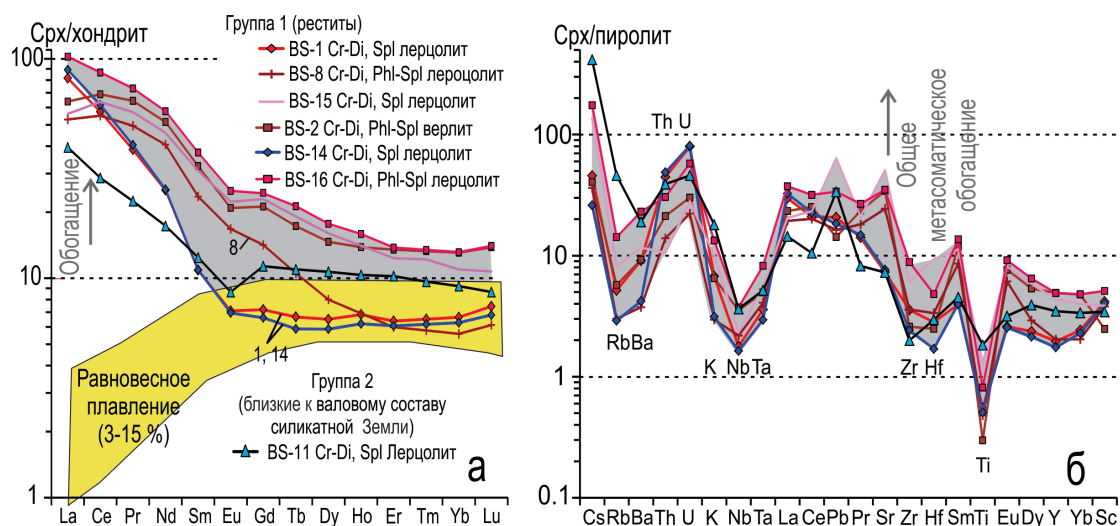 Cpx/хондрит
100
10
1
Обогащение
Группа 1 (реститы)
BS-1 Cr-Di, Spl лерцолит
BS-8 Cr-Di, Phl-Spl лероцолит
BS-15 Cr-Di, Spl лерцолит
BS-2 Cr-Di, Phl-Spl верлит
BS-14 Cr-Di, Spl лерцолит
BS-16 Cr-Di, Phl-Spl лерцолит
8
1, 14
Равновесное
плавление
(3-15 %)
Группа 2
(близкие к валовому составу
силикатной Земли)
BS-11 Cr-Di, Spl Лерцолит
а
La Ce Pr Nd Sm Eu Gd Tb Dy Ho Er Tm Yb Lu
Cpx/пиролит
100
10
1
0.1
Общее
метасоматическое
обогащение
Th U
RbBa
K NbTa
Zr Hf
Ti
б
CsRbBaTh U K NbTa LaCePbPr Sr Zr Hf SmTi EuDy Y YbSc